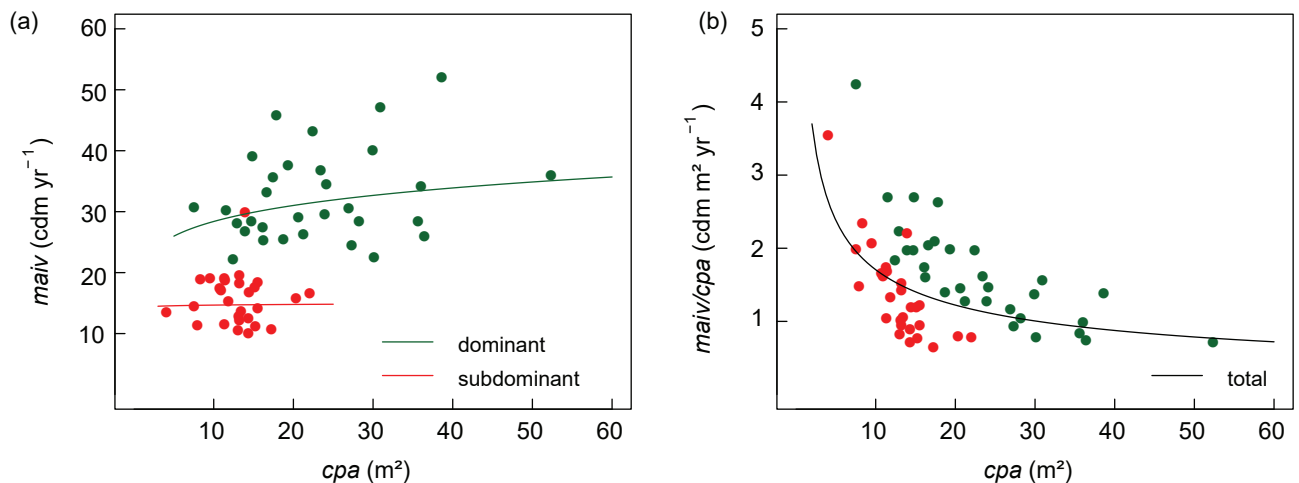 (a)
60
50
40
30
20
10
maiv (cdm yr⁻¹)
dominant
subdominant
10 20 30 40 50 60
cpa (m²)
(b)
5
4
3
2
1
maiv/cpa (cdm m² yr⁻¹)
total
10 20 30 40 50 60
cpa (m²)